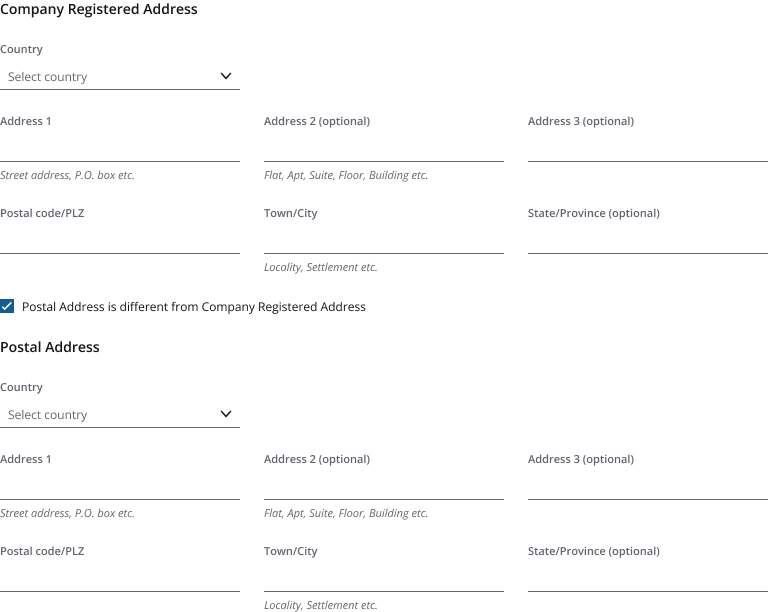 Company Registered Address
Country
Select country
Address 1
Address 2 (optional)
Address 3 (optional)
Street address, P.O. box etc.
Flat, Apt, Suite, Floor, Building etc.
Postal code/PLZ
Town/City
State/Province (optional)
Locality, Settlement etc.
Postal Address is different from Company Registered Address
Postal Address
Country
Select country
Address 1
Address 2 (optional)
Address 3 (optional)
Street address, P.O. box etc.
Flat, Apt, Suite, Floor, Building etc.
Postal code/PLZ
Town/City
State/Province (optional)
Locality, Settlement etc.